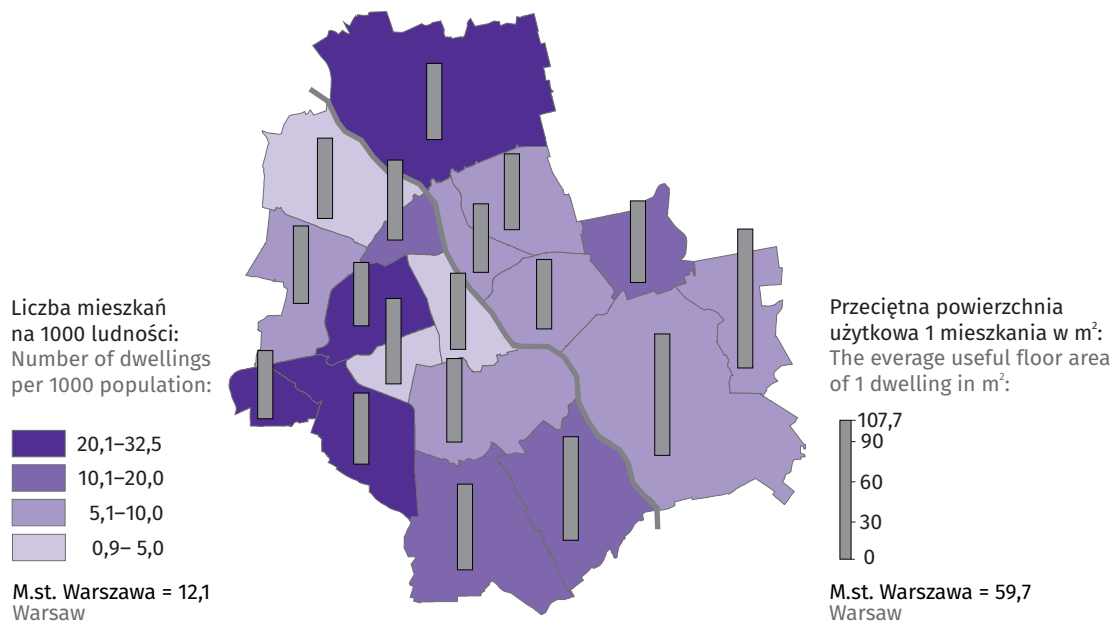 Liczba mieszkań
na 1000 ludności:
Number of dwellings
per 1000 population:
20,1–32,5
10,1–20,0
5,1–10,0
0,9– 5,0
M.st. Warszawa = 12,1
Warsaw
Przeciętna powierzchnia
użytkowa 1 mieszkania w m²:
The everage useful floor area
of 1 dwelling in m²:
107,7
90
60
30
0
M.st. Warszawa = 59,7
Warsaw